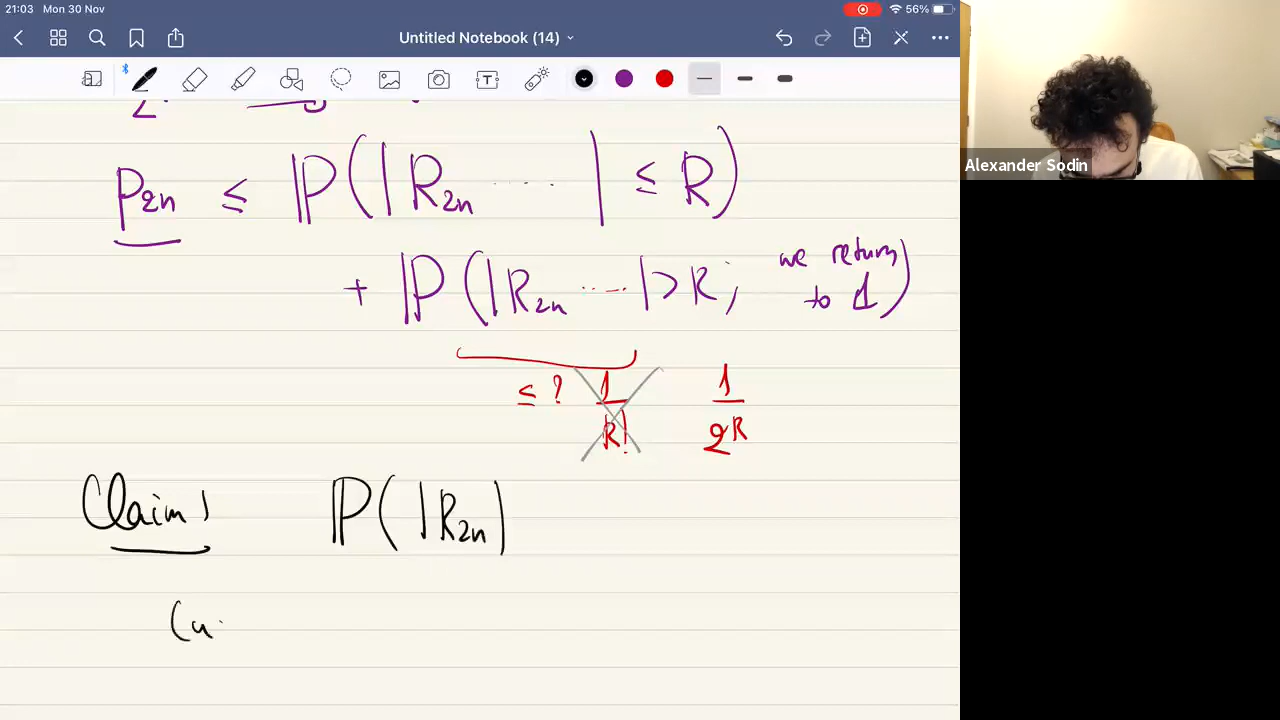 21:03 Mon 30 Nov
56%
Untitled Notebook (14)
Alexander Sodin
p₂ₙ ≤ ℙ(|R₂ₙ ..... | ≤ R)
+ ℙ(|R₂ₙ .....|>R; we return to 1)
≤ ? 1/R! 1/2^R
Claim 1 ℙ(|R₂ₙ|